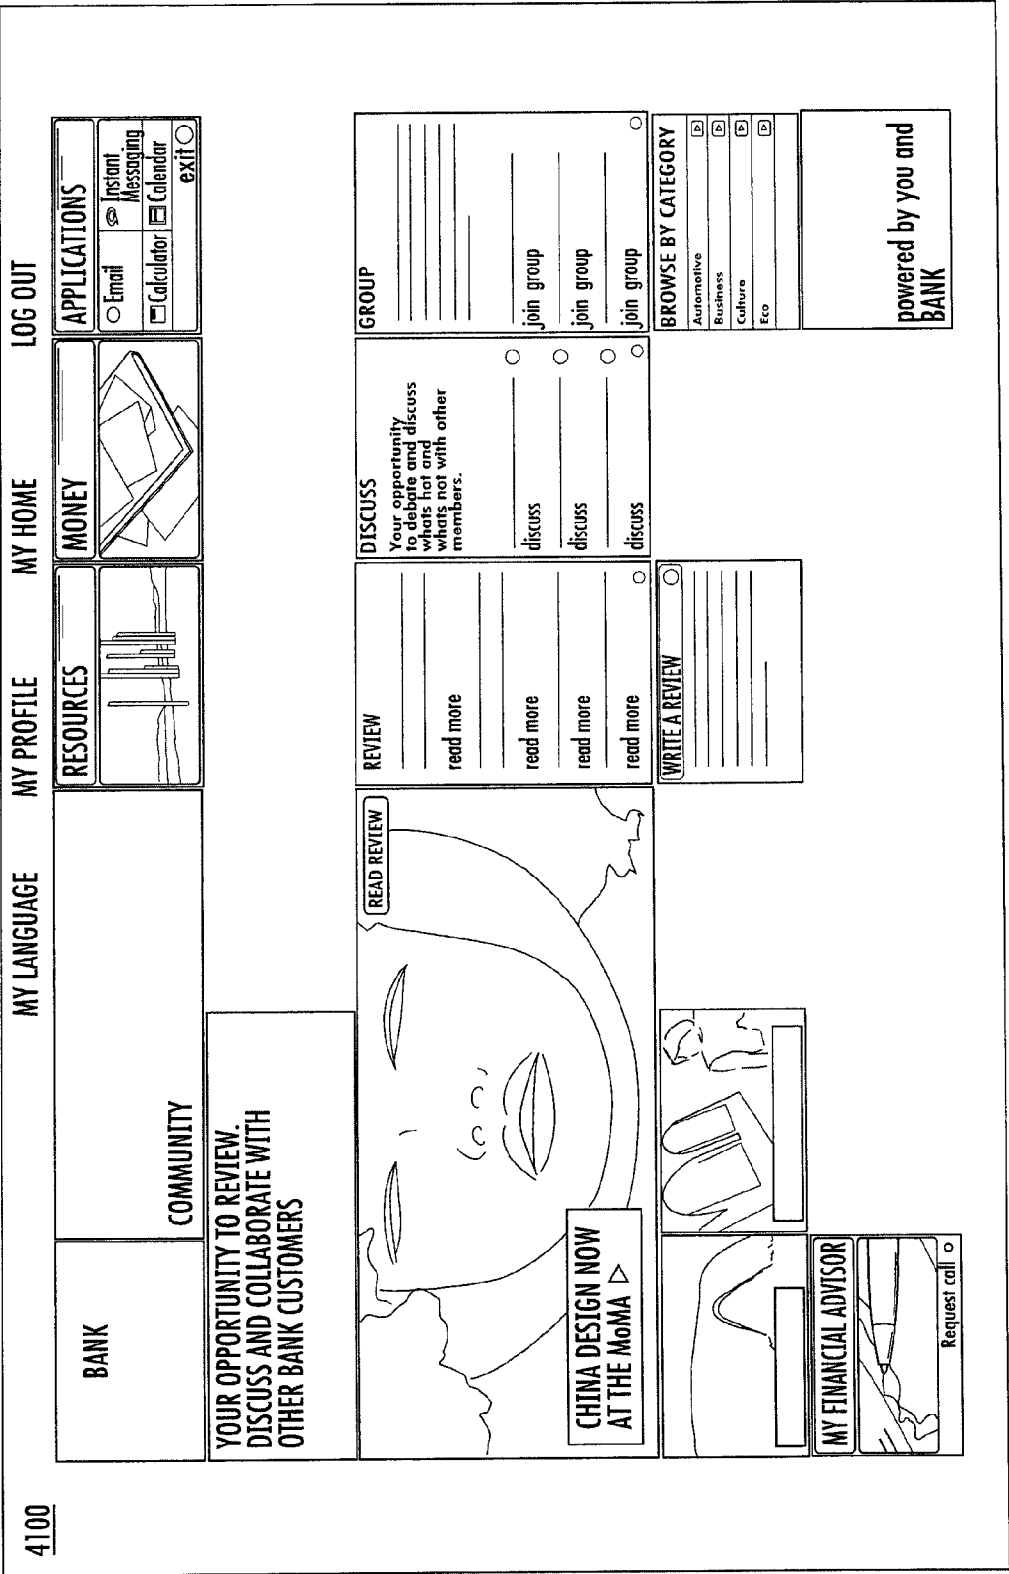 4100
MY LANGUAGE
MY PROFILE
MY HOME
LOG OUT
BANK
COMMUNITY
RESOURCES
MONEY
APPLICATIONS
Email
Instant
Messaging
Calculator
Calendar
exit
YOUR OPPORTUNITY TO REVIEW.
DISCUSS AND COLLABORATE WITH
OTHER BANK CUSTOMERS
READ REVIEW
CHINA DESIGN NOW
AT THE MoMA
REVIEW
read more
read more
read more
read more
DISCUSS
Your opportunity
to debate and discuss
whats hot and
whats not with other
members.
discuss
discuss
discuss
GROUP
join group
join group
join group
WRITE A REVIEW
BROWSE BY CATEGORY
Automotive
Business
Culture
Eco
MY FINANCIAL ADVISOR
Request call
powered by you and
BANK